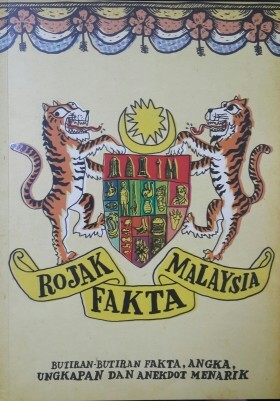 ROJAK
FAKTA
MALAYSIA
BUTIRAN-BUTIRAN FAKTA, ANGKA,
UNGKAPAN DAN ANEKDOT MENARIK